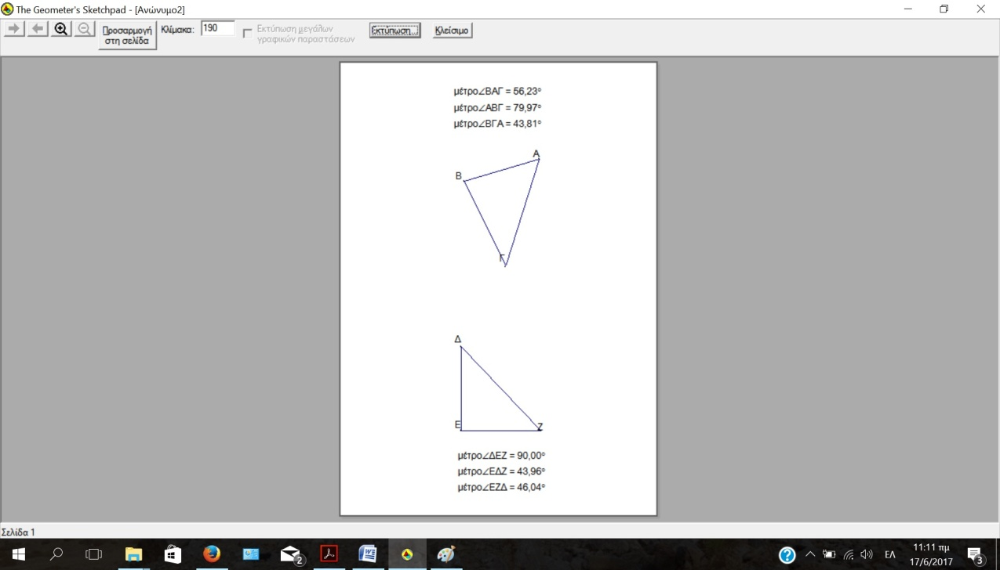 The Geometer's Sketchpad - [Ανώνυμο2]
Προσαρμογή
στη σελίδα
Κλίμακα: 190
Εκτύπωση μεγάλων
γραφικών παραστάσεων
Εκτύπωση...
Κλείσιμο
μέτρο∠ΒΑΓ = 56,23°
μέτρο∠ΑΒΓ = 79,97°
μέτρο∠ΒΓΑ = 43,81°
Α
Β
Γ
Δ
Ε
Ζ
μέτρο∠ΔΕΖ = 90,00°
μέτρο∠ΕΔΖ = 43,96°
μέτρο∠ΕΖΔ = 46,04°
Σελίδα 1
2
ΕΛ
11:11 πμ
17/6/2017
3